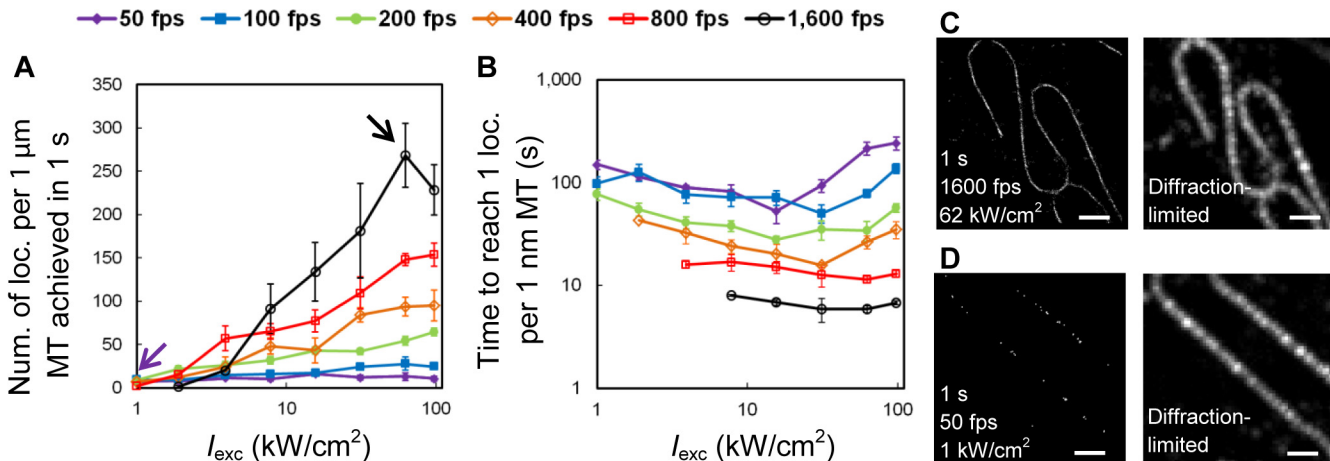 50 fps 100 fps 200 fps 400 fps 800 fps 1,600 fps
A
Num. of loc. per 1 μm
MT achieved in 1 s
350
300
250
200
150
100
50
0
1 10 100
I_exc (kW/cm²)
B
Time to reach 1 loc.
per 1 nm MT (s)
1,000
100
10
1
1 10 100
I_exc (kW/cm²)
C
1 s
1600 fps
62 kW/cm²
Diffraction-
limited
D
1 s
50 fps
1 kW/cm²
Diffraction-
limited